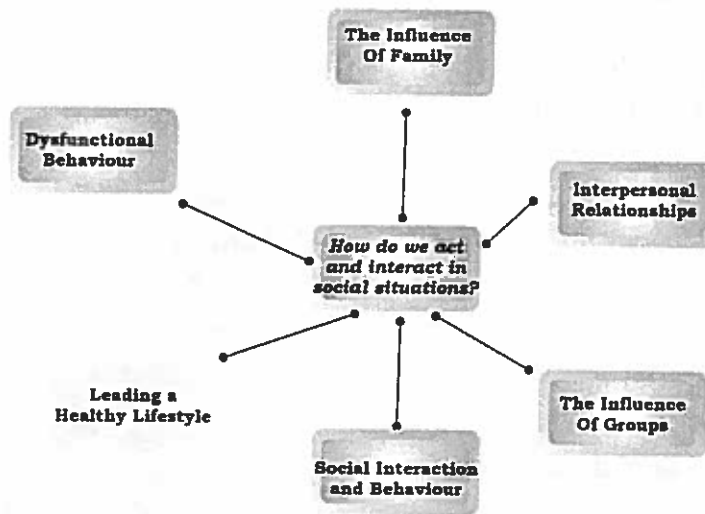 The Influence
Of Family
Dysfunctional
Behaviour
Interpersonal
Relationships
How do we act
and interact in
social situations?
Leading a
Healthy Lifestyle
The Influence
Of Groups
Social Interaction
and Behaviour